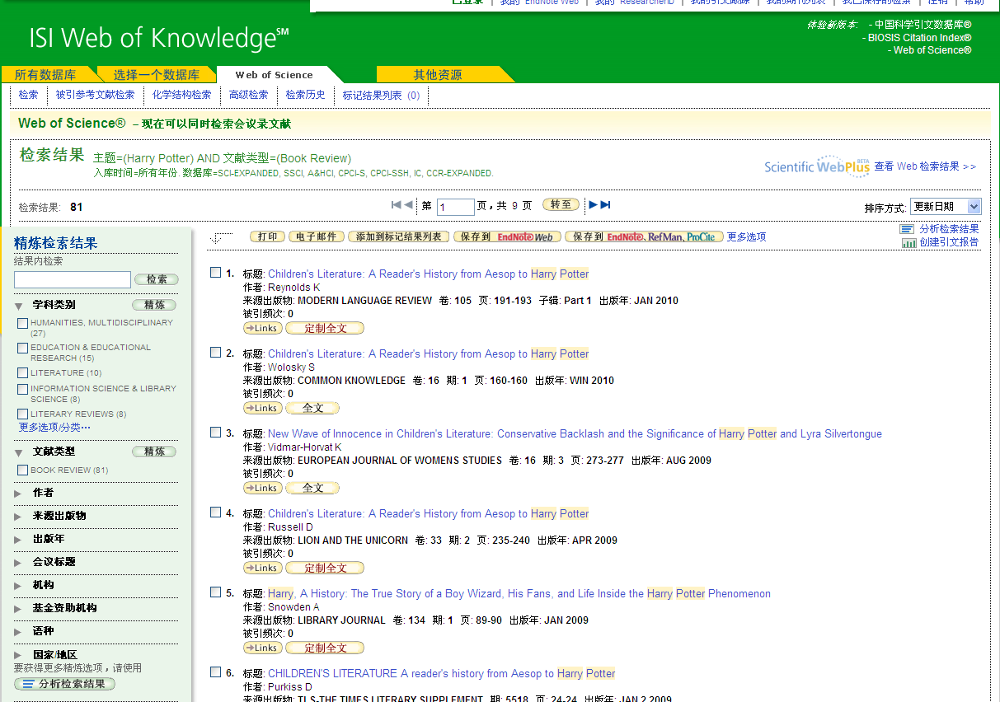 已登录 | 我的 EndNote Web | 我的 ResearcherID | 我的引文跟踪 | 我的期刊列表 | 我已保存的检索 | 注销 | 帮助
ISI Web of Knowledge℠
体验新版本: - 中国科学引文数据库®
- BIOSIS Citation Index®
- Web of Science®
所有数据库 选择一个数据库 Web of Science 其他资源
检索 被引参考文献检索 化学结构检索 高级检索 检索历史 标记结果列表 (0)
Web of Science® – 现在可以同时检索会议录文献
检索结果 主题=(Harry Potter) AND 文献类型=(Book Review)
入库时间=所有年份. 数据库=SCI-EXPANDED, SSCI, A&HCI, CPCI-S, CPCI-SSH, IC, CCR-EXPANDED.
Scientific WebPlus BETA 查看 Web 检索结果 >>
检索结果: 81
第 1 页，共 9 页 转至
排序方式: 更新日期
精炼检索结果
结果内检索
检索
学科类别 精炼
HUMANITIES, MULTIDISCIPLINARY
(27)
EDUCATION & EDUCATIONAL
RESEARCH (15)
LITERATURE (10)
INFORMATION SCIENCE & LIBRARY
SCIENCE (8)
LITERARY REVIEWS (8)
更多选项/分类…
文献类型 精炼
BOOK REVIEW (81)
作者
来源出版物
出版年
会议标题
机构
基金资助机构
语种
国家/地区
要获得更多精炼选项，请使用
分析检索结果
打印 电子邮件 添加到标记结果列表 保存到 EndNote Web 保存到 EndNote, RefMan, ProCite 更多选项
分析检索结果
创建引文报告
1. 标题: Children's Literature: A Reader's History from Aesop to Harry Potter
作者: Reynolds K
来源出版物: MODERN LANGUAGE REVIEW 卷: 105 页: 191-193 子辑: Part 1 出版年: JAN 2010
被引频次: 0
Links 定制全文
2. 标题: Children's Literature: A Reader's History from Aesop to Harry Potter
作者: Wolosky S
来源出版物: COMMON KNOWLEDGE 卷: 16 期: 1 页: 160-160 出版年: WIN 2010
被引频次: 0
Links 全文
3. 标题: New Wave of Innocence in Children's Literature: Conservative Backlash and the Significance of Harry Potter and Lyra Silvertongue
作者: Vidmar-Horvat K
来源出版物: EUROPEAN JOURNAL OF WOMENS STUDIES 卷: 16 期: 3 页: 273-277 出版年: AUG 2009
被引频次: 0
Links 全文
4. 标题: Children's Literature: A Reader's History from Aesop to Harry Potter
作者: Russell D
来源出版物: LION AND THE UNICORN 卷: 33 期: 2 页: 235-240 出版年: APR 2009
被引频次: 0
Links 定制全文
5. 标题: Harry, A History: The True Story of a Boy Wizard, His Fans, and Life Inside the Harry Potter Phenomenon
作者: Snowden A
来源出版物: LIBRARY JOURNAL 卷: 134 期: 1 页: 89-90 出版年: JAN 2009
被引频次: 0
Links 定制全文
6. 标题: CHILDREN'S LITERATURE A reader's history from Aesop to Harry Potter
作者: Purkiss D
来源出版物: TLS-THE TIMES LITERARY SUPPLEMENT 期: 5518 页: 24-24 出版年: JAN 2 2009